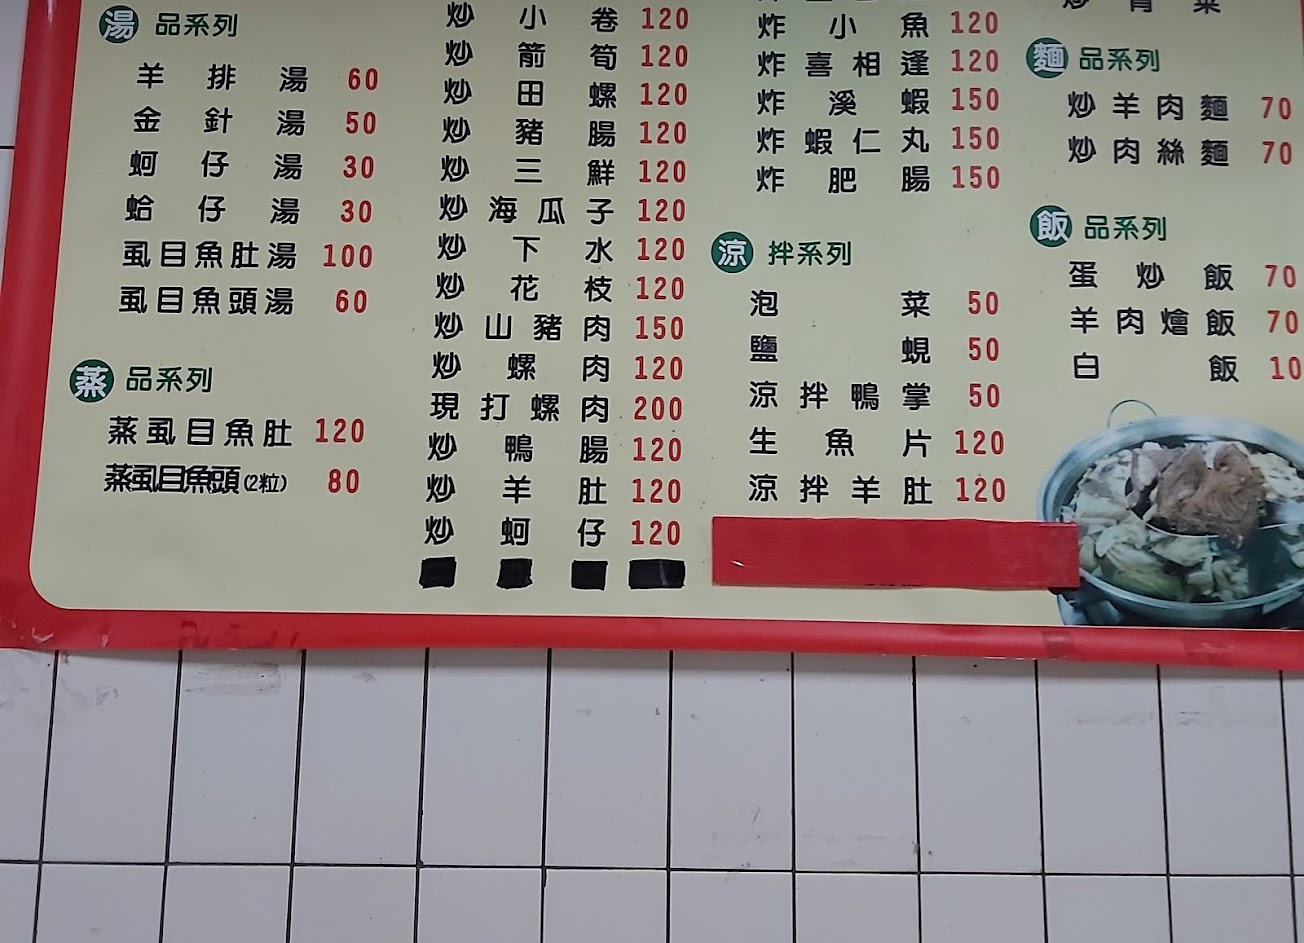 湯 品系列
羊排湯 60
金針湯 50
蚵仔湯 30
蛤仔湯 30
虱目魚肚湯 100
虱目魚頭湯 60
蒸 品系列
蒸虱目魚肚 120
蒸虱目魚頭(2粒) 80
炒小卷 120
炒箭筍 120
炒田螺 120
炒豬腸 120
炒三鮮 120
炒海瓜子 120
炒下水 120
炒花枝 120
炒山豬肉 150
炒螺肉 120
現打螺肉 200
炒鴨腸 120
炒羊肚 120
炒蚵仔 120
炸小魚 120
炸喜相逢 120
炸溪蝦 150
炸蝦仁丸 150
炸肥腸 150
涼 拌系列
泡菜 50
鹽蜆 50
涼拌鴨掌 50
生魚片 120
涼拌羊肚 120
炒青菜
麵 品系列
炒羊肉麵 70
炒肉絲麵 70
飯 品系列
蛋炒飯 70
羊肉燴飯 70
白飯 10